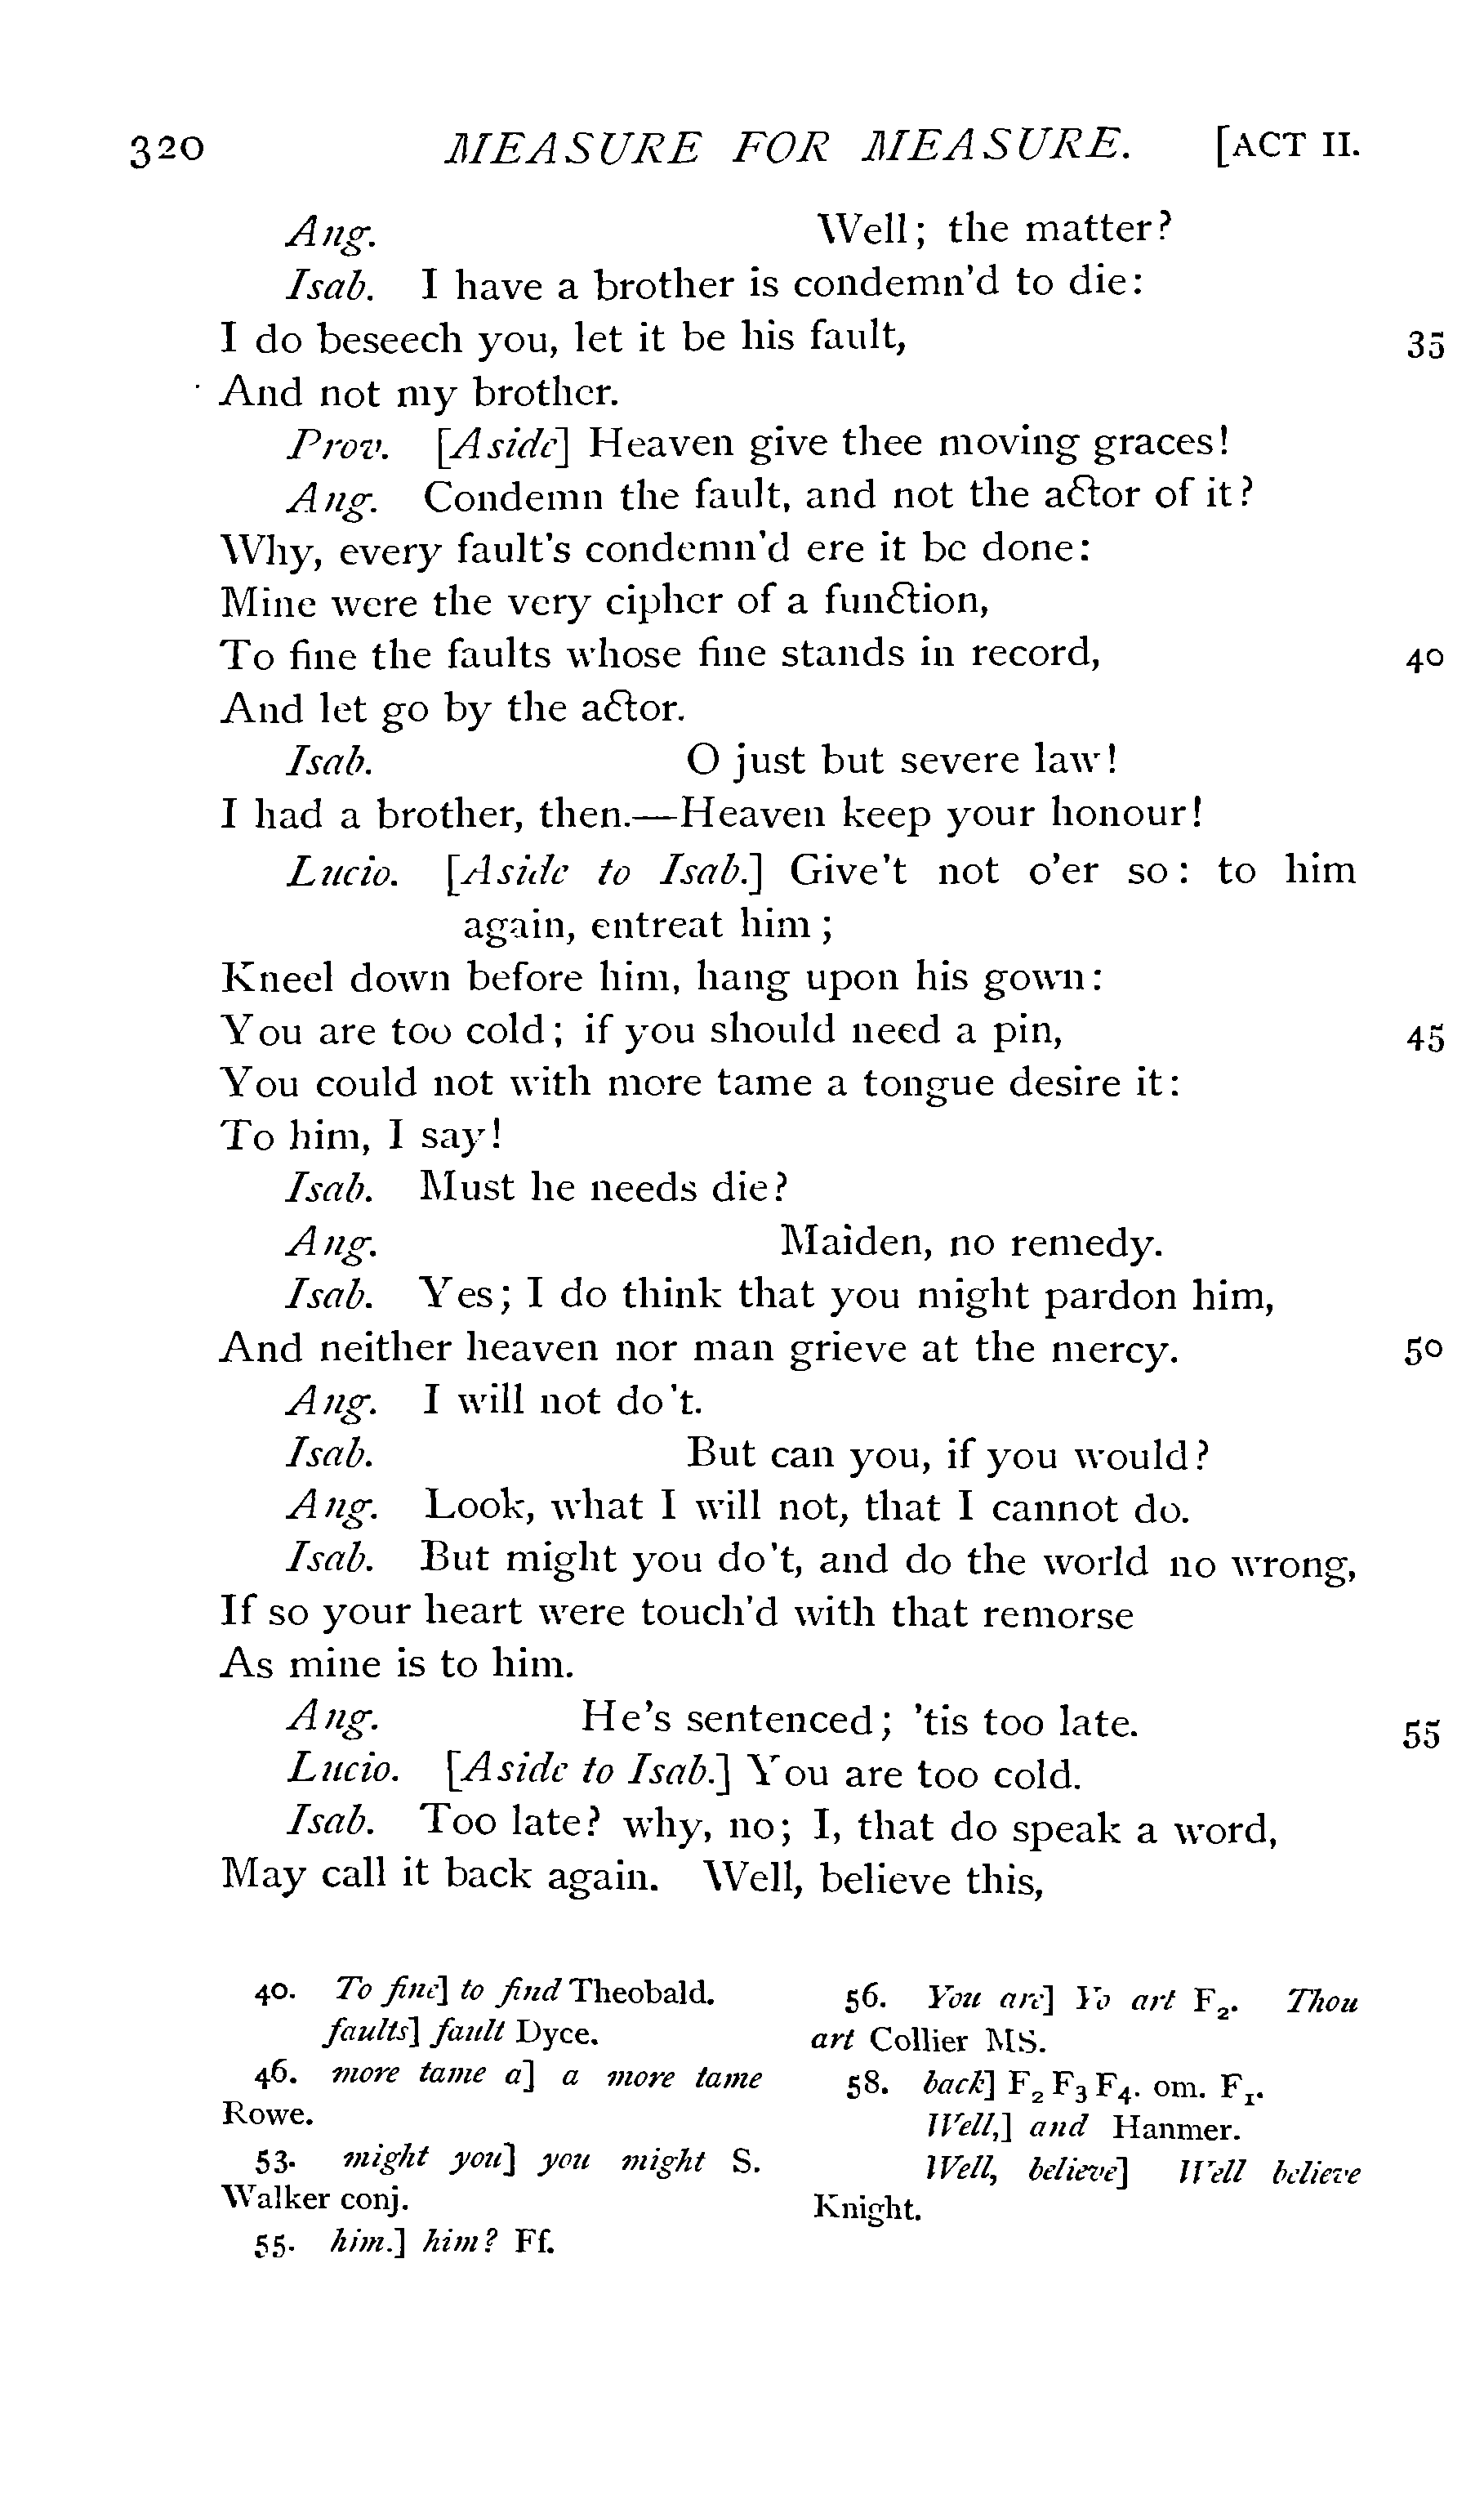 320 MEASURE FOR MEASURE. [ACT II.
Ang. Well; the matter?
Isab. I have a brother is condemn'd to die:
I do beseech you, let it be his fault, 35
And not my brother.
Prov. [Aside] Heaven give thee moving graces!
Ang. Condemn the fault, and not the actor of it?
Why, every fault's condemn'd ere it be done:
Mine were the very cipher of a function,
To fine the faults whose fine stands in record, 40
And let go by the actor.
Isab. O just but severe law!
I had a brother, then.—Heaven keep your honour!
Lucio. [Aside to Isab.] Give't not o'er so: to him
again, entreat him;
Kneel down before him, hang upon his gown:
You are too cold; if you should need a pin, 45
You could not with more tame a tongue desire it:
To him, I say!
Isab. Must he needs die?
Ang. Maiden, no remedy.
Isab. Yes; I do think that you might pardon him,
And neither heaven nor man grieve at the mercy. 50
Ang. I will not do't.
Isab. But can you, if you would?
Ang. Look, what I will not, that I cannot do.
Isab. But might you do't, and do the world no wrong,
If so your heart were touch'd with that remorse
As mine is to him.
Ang. He's sentenced; 'tis too late. 55
Lucio. [Aside to Isab.] You are too cold.
Isab. Too late? why, no; I, that do speak a word,
May call it back again. Well, believe this,
40. To fine] to find Theobald.
faults] fault Dyce.
46. more tame a] a more tame
Rowe.
53. might you] you might S.
Walker conj.
55. him.] him? Ff.
56. You are] Yo art F2. Thou
art Collier MS.
58. back] F2 F3 F4. om. F1.
Well,] and Hanmer.
Well, believe] Well believe
Knight.